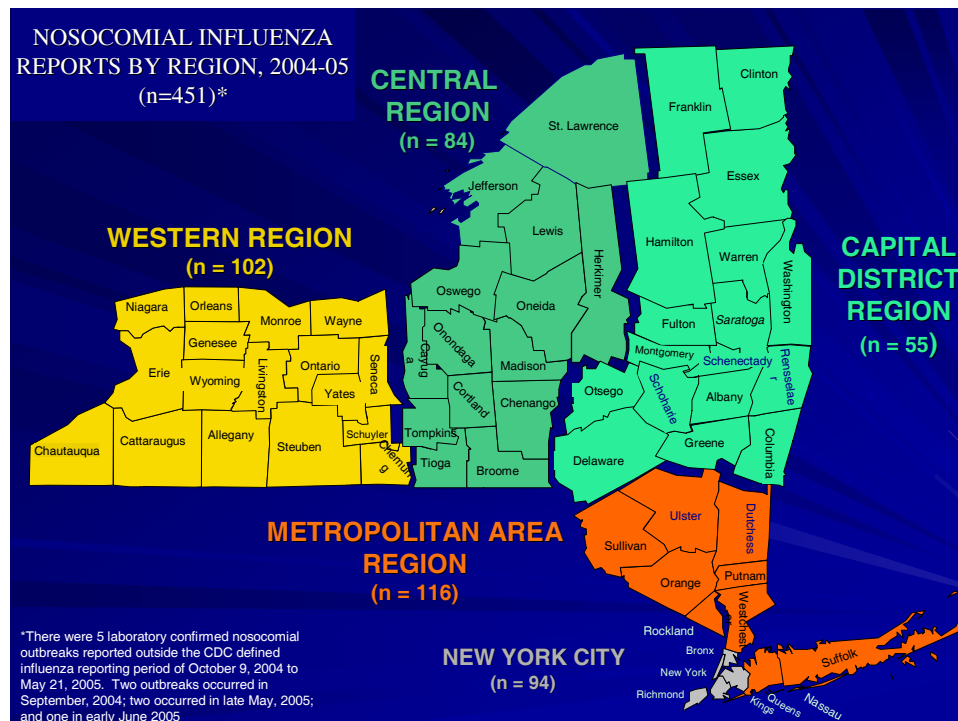 NOSOCOMIAL INFLUENZA
REPORTS BY REGION, 2004-05
(n=451)*
CENTRAL
REGION
(n = 84)
WESTERN REGION
(n = 102)
CAPITAL
DISTRICT
REGION
(n = 55)
METROPOLITAN AREA
REGION
(n = 116)
NEW YORK CITY
(n = 94)
Clinton
Franklin
St. Lawrence
Essex
Jefferson
Lewis
Hamilton
Warren
Washington
Herkimer
Oswego
Oneida
Fulton
Saratoga
Niagara
Orleans
Monroe
Wayne
Genesee
Erie
Wyoming
Livingston
Ontario
Yates
Seneca
Cayug
a
Onondaga
Madison
Montgomery
Schenectady
Rensselae
r
Otsego
Schoharie
Albany
Cortland
Chenango
Chautauqua
Cattaraugus
Allegany
Steuben
Schuyler
Chemun
g
Tompkins
Tioga
Broome
Delaware
Greene
Columbia
Ulster
Dutchess
Sullivan
Orange
Putnam
Westches
Rockland
Bronx
New York
Richmond
Kings
Queens
Nassau
Suffolk
*There were 5 laboratory confirmed nosocomial
outbreaks reported outside the CDC defined
influenza reporting period of October 9, 2004 to
May 21, 2005.  Two outbreaks occurred in
September, 2004; two occurred in late May, 2005;
and one in early June 2005